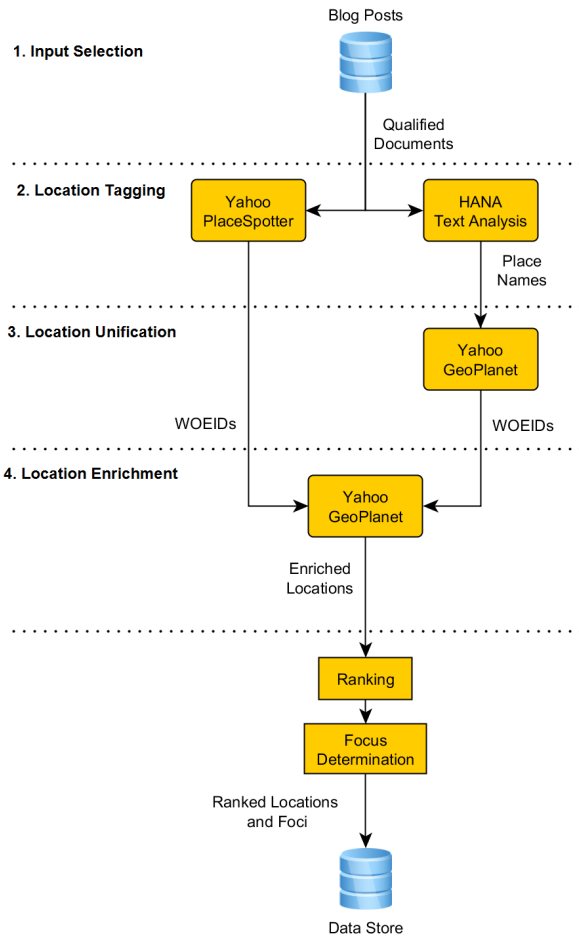 Blog Posts
1. Input Selection
Qualified
Documents
2. Location Tagging
Yahoo
PlaceSpotter
HANA
Text Analysis
Place
Names
3. Location Unification
Yahoo
GeoPlanet
WOEIDs
WOEIDs
4. Location Enrichment
Yahoo
GeoPlanet
Enriched
Locations
Ranking
Focus
Determination
Ranked Locations
and Foci
Data Store